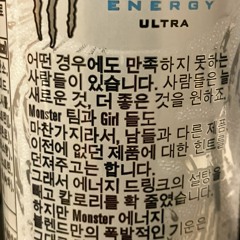 ENERGY
ULTRA
어떤 경우에도 만족하지 못하는
사람들이 있습니다. 사람들은 늘
새로운 것, 더 좋은 것을 원하죠.
Monster 팀과 Girl 들도
마찬가지라서, 남들과 다른 제품
이전에 없던 제품에 대한 힌트를
던져주고는 합니다.
그래서 에너지 드링크의 설탕을
빼고 칼로리를 확 줄였습니다.
하지만 Monster 에너지
블렌드만의 폭발적인 기운은